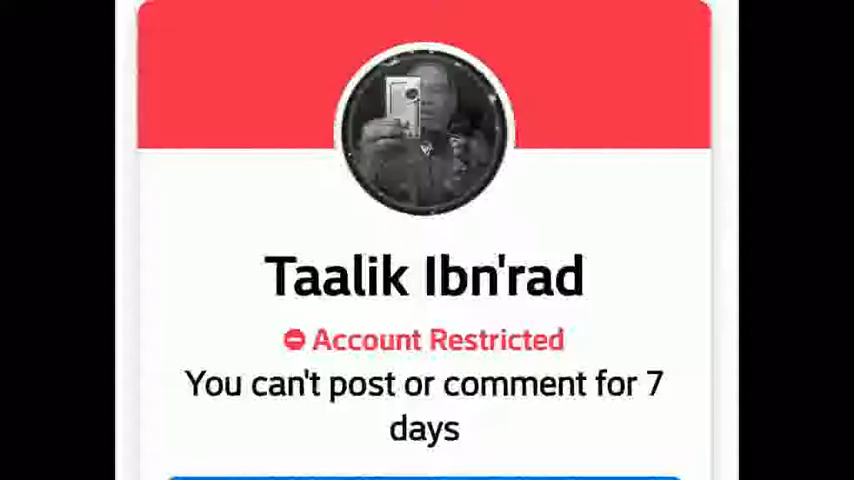 Taalik Ibn'rad
Account Restricted
You can't post or comment for 7
days